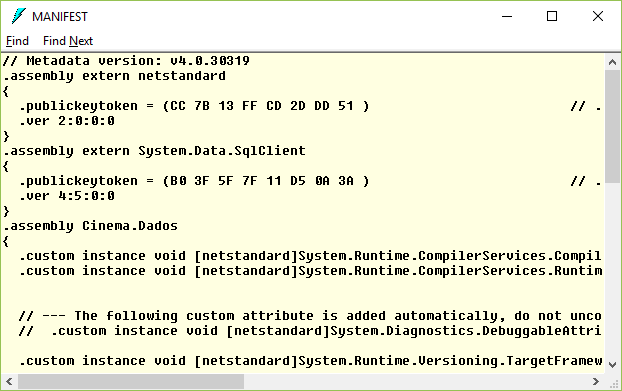 MANIFEST
Find Find Next
// Metadata version: v4.0.30319
.assembly extern netstandard
{
  .publickeytoken = (CC 7B 13 FF CD 2D DD 51 )                         // .
  .ver 2:0:0:0
}
.assembly extern System.Data.SqlClient
{
  .publickeytoken = (B0 3F 5F 7F 11 D5 0A 3A )                         // .
  .ver 4:5:0:0
}
.assembly Cinema.Dados
{
  .custom instance void [netstandard]System.Runtime.CompilerServices.Compil
  .custom instance void [netstandard]System.Runtime.CompilerServices.Runtim
  // --- The following custom attribute is added automatically, do not unco
  //  .custom instance void [netstandard]System.Diagnostics.DebuggableAttri
  .custom instance void [netstandard]System.Runtime.Versioning.TargetFramew